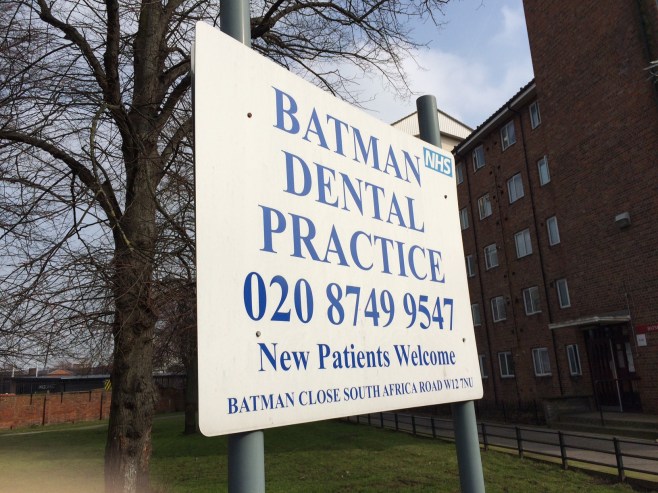 BATMAN
NHS
DENTAL
PRACTICE
020 8749 9547
New Patients Welcome
BATMAN CLOSE SOUTH AFRICA ROAD W12 7NU